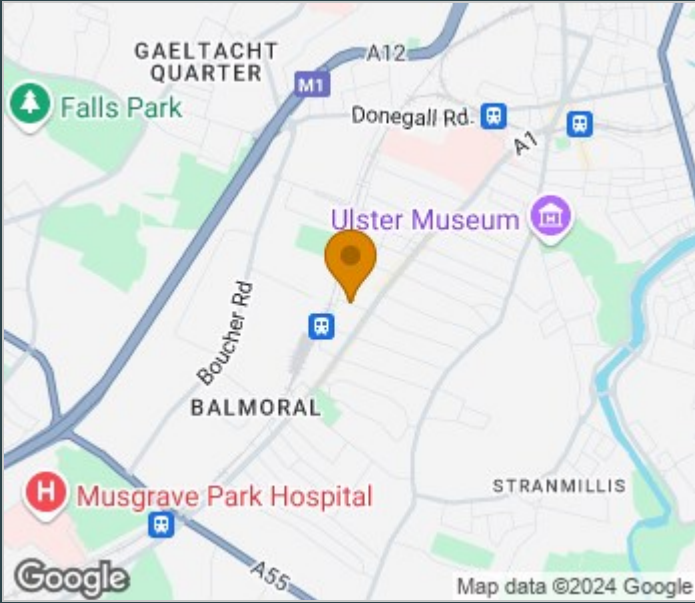 GAELTACHT
QUARTER
A12
M1
Falls Park
Donegall Rd.
A1
Ulster Museum
Boucher Rd
BALMORAL
H
Musgrave Park Hospital
STRANMILLIS
A55
Google
Map data ©2024 Google